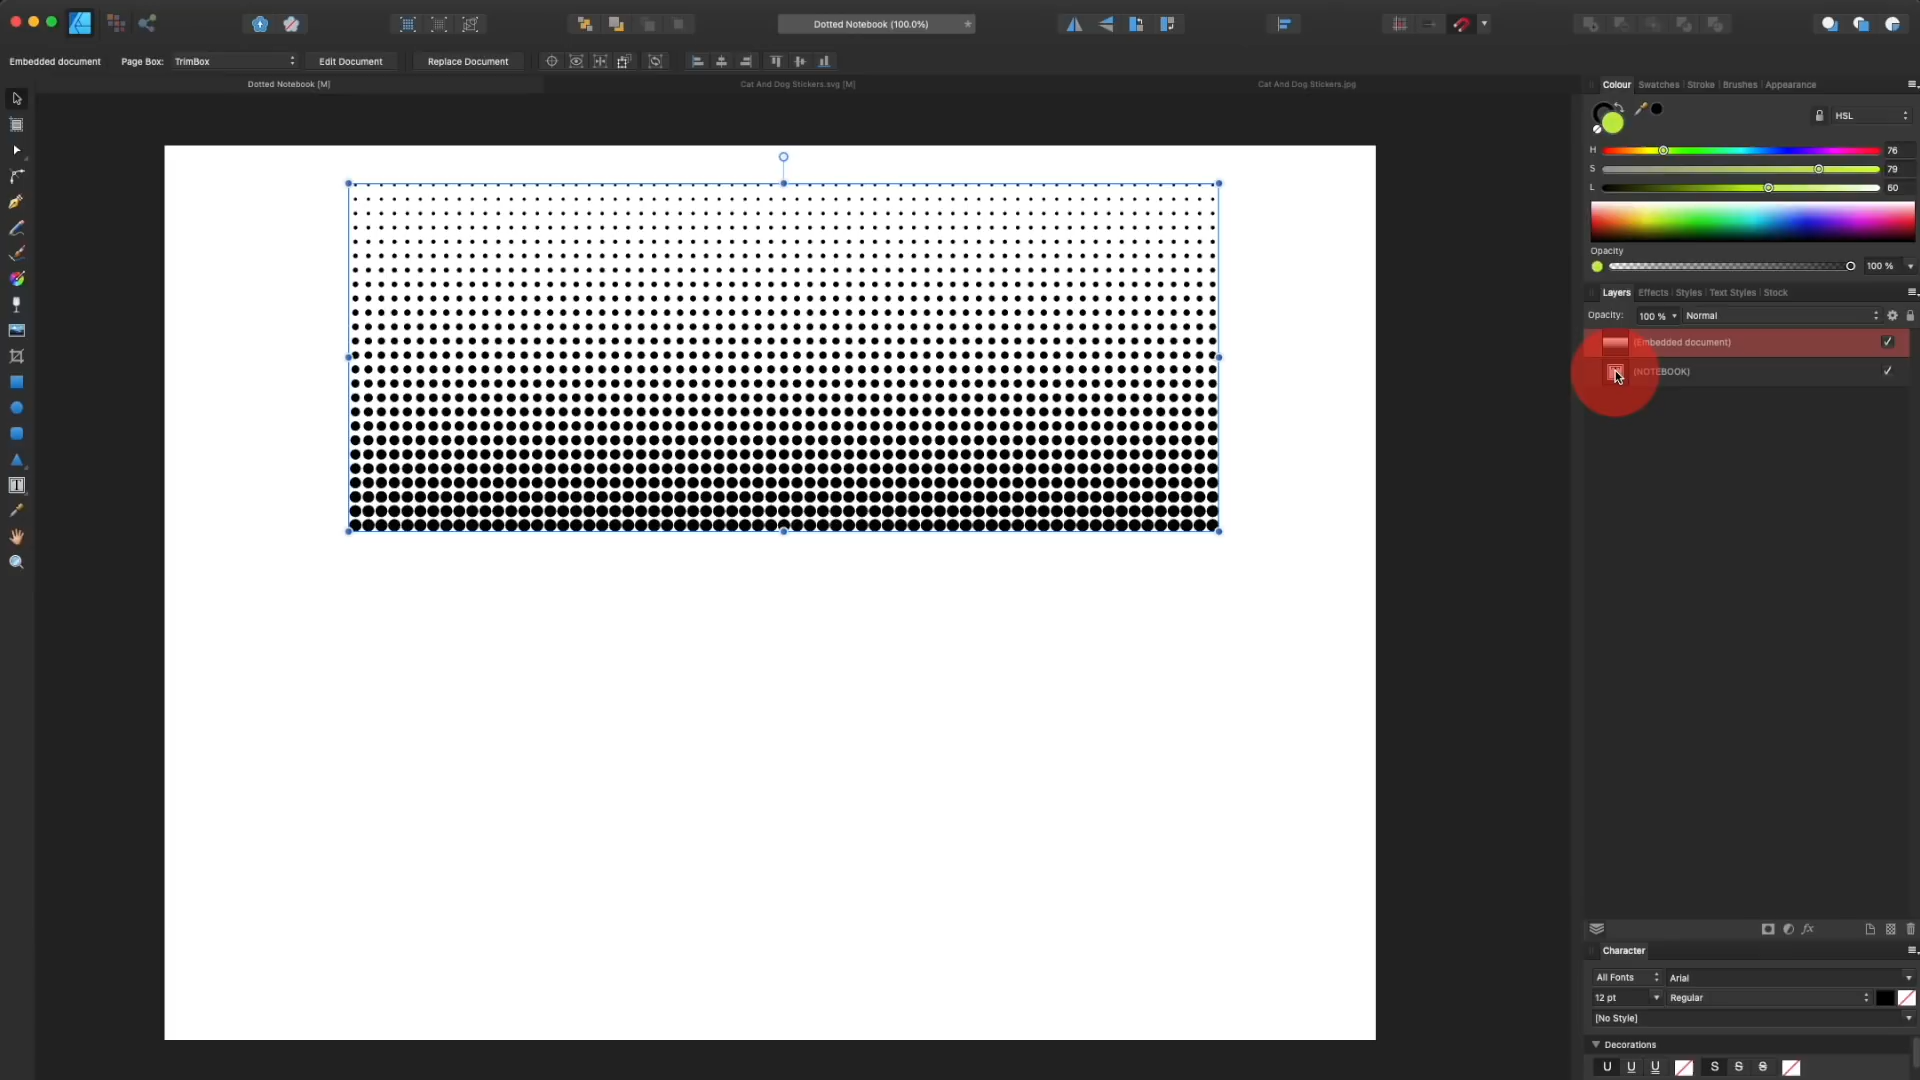 Dotted Notebook (100.0%)
Embedded document Page Box: TrimBox Edit Document Replace Document
Dotted Notebook [M] Cat And Dog Stickers.svg [M] Cat And Dog Stickers.jpg
Colour Swatches Stroke Brushes Appearance
HSL
H 76
S 79
L 60
Opacity
100 %
Layers Effects Styles Text Styles Stock
Opacity: 100 % Normal
(Embedded document)
(NOTEBOOK)
fx
Character
All Fonts Arial
12 pt Regular
[No Style]
Decorations
U U U S S S